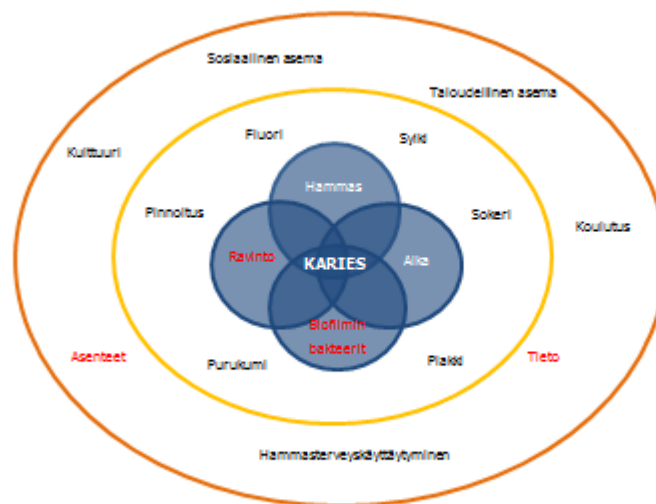 Sosiaalinen asema
Taloudellinen asema
Fluori
Sylki
Kulttuuri
Hammas
Pinnoitus
Sokeri
Koulutus
Ravinto
KARIES
Aika
Biofilmin
bakteerit
Asenteet
Purukumi
Plakki
Tieto
Hammasterveyskäyttäytyminen